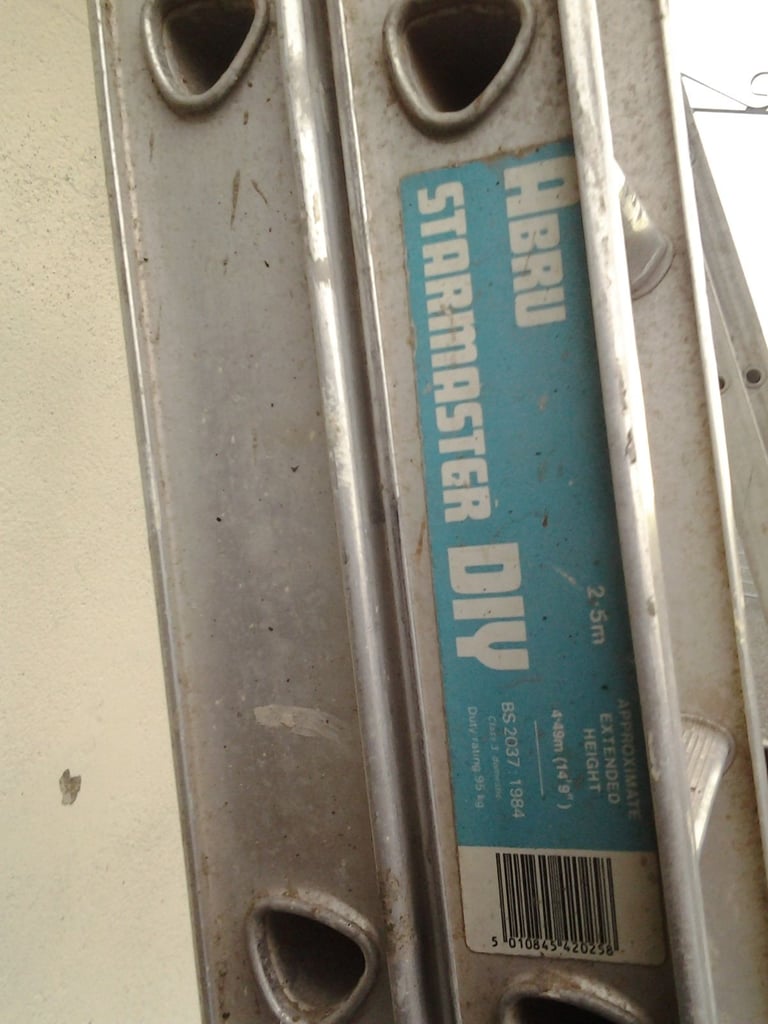 ABRU
STARMASTER DIY
2·5m
APPROXIMATE
EXTENDED
HEIGHT
4·49m (14'9")
BS 2037 : 1984
Class 3 domestic
Duty rating 95 kg
5 010845 420258